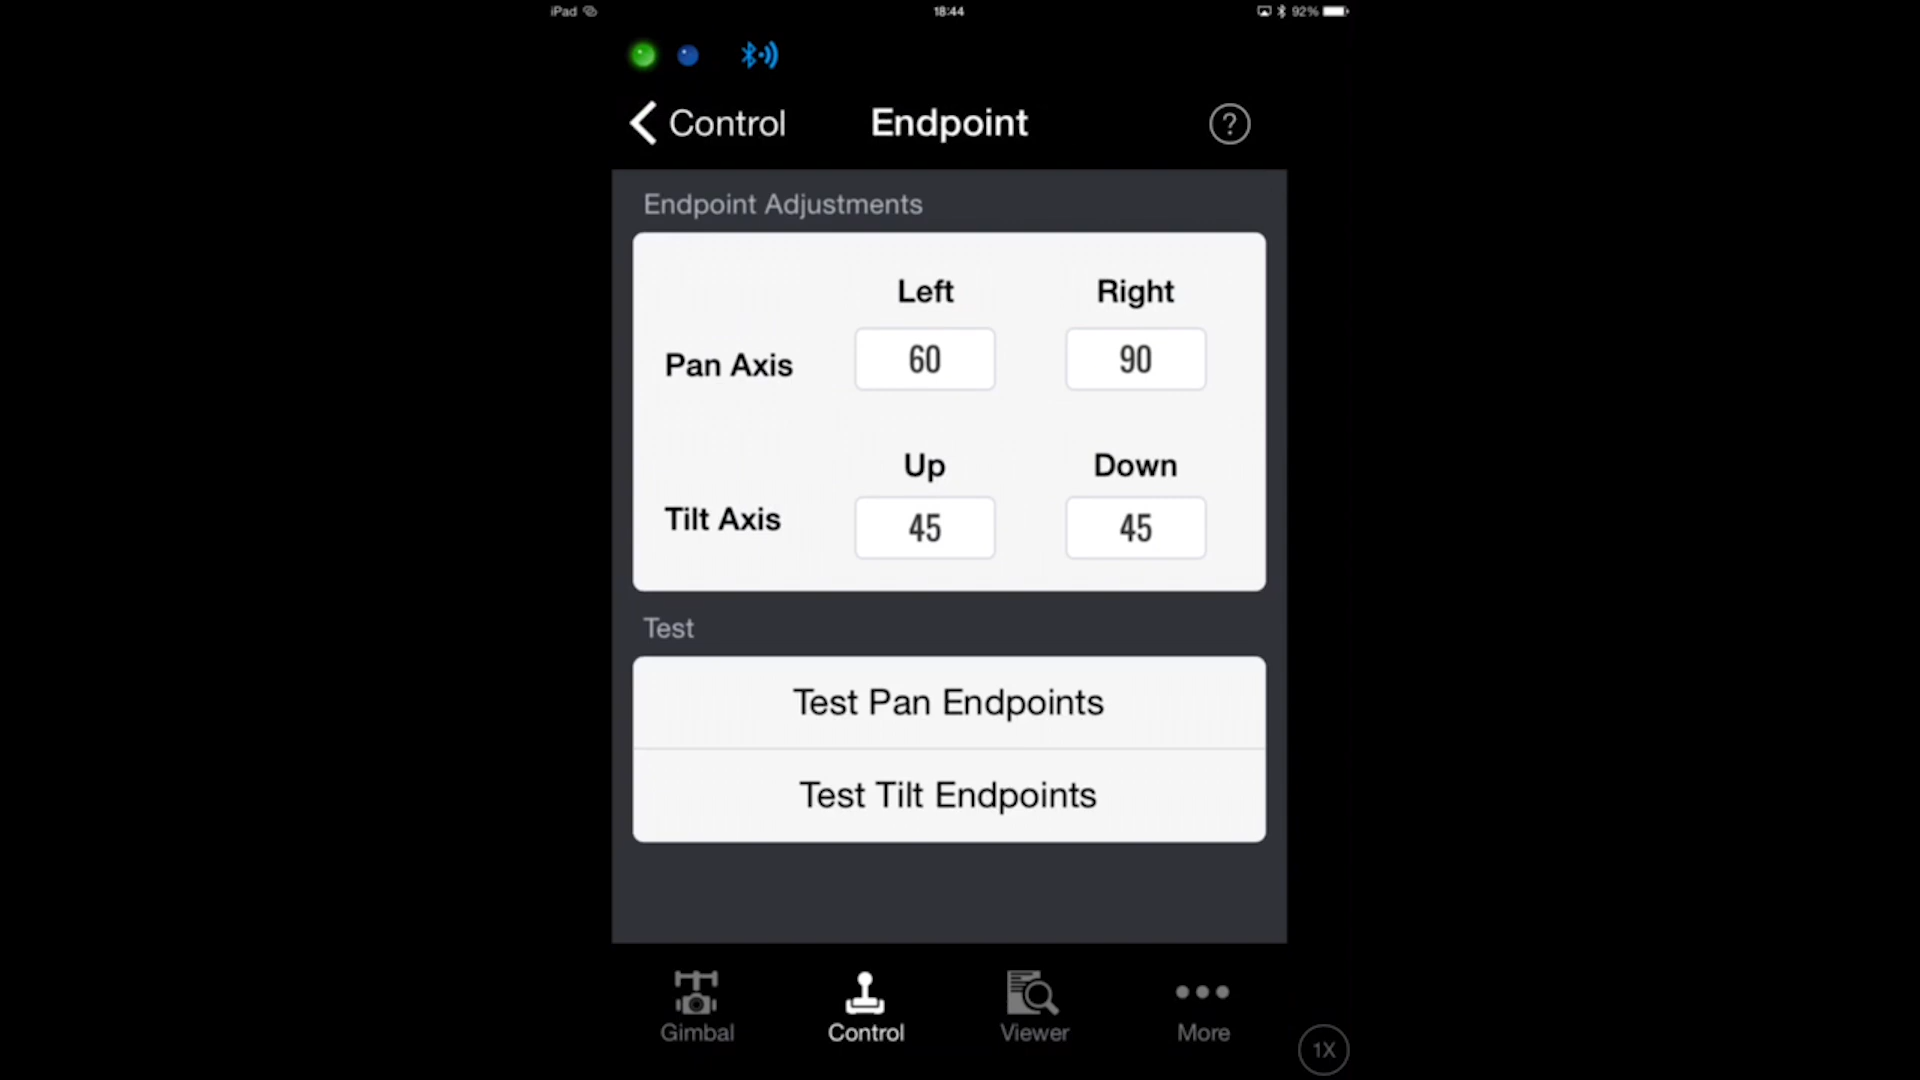 iPad 18:44 92%
Control Endpoint ?
Endpoint Adjustments
Left Right
Pan Axis 60 90
Up Down
Tilt Axis 45 45
Test
Test Pan Endpoints
Test Tilt Endpoints
Gimbal Control Viewer More
1X